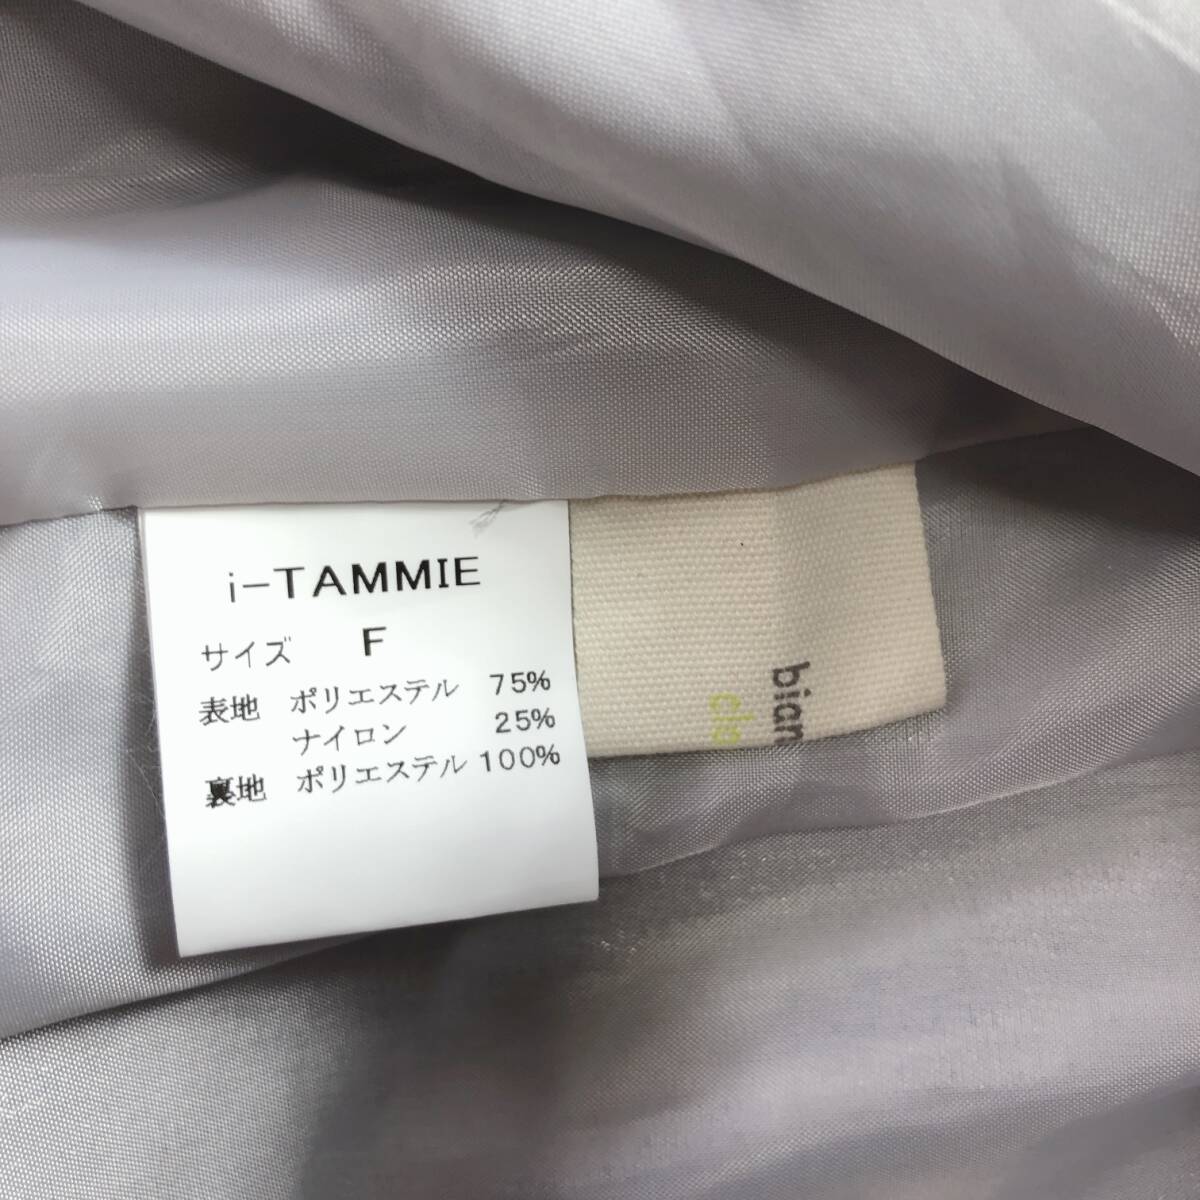 i-TAMMIE
サイズ F
表地 ポリエステル 75%
ナイロン 25%
裏地 ポリエステル 100%
bian
clo